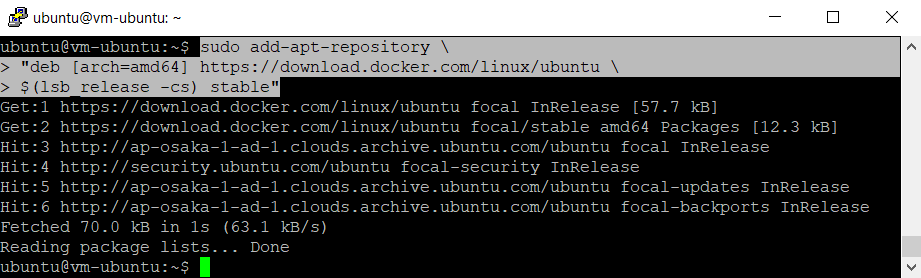 ubuntu@vm-ubuntu: ~
ubuntu@vm-ubuntu:~$ sudo add-apt-repository \
> "deb [arch=amd64] https://download.docker.com/linux/ubuntu \
> $(lsb_release -cs) stable"
Get:1 https://download.docker.com/linux/ubuntu focal InRelease [57.7 kB]
Get:2 https://download.docker.com/linux/ubuntu focal/stable amd64 Packages [12.3 kB]
Hit:3 http://ap-osaka-1-ad-1.clouds.archive.ubuntu.com/ubuntu focal InRelease
Hit:4 http://security.ubuntu.com/ubuntu focal-security InRelease
Hit:5 http://ap-osaka-1-ad-1.clouds.archive.ubuntu.com/ubuntu focal-updates InRelease
Hit:6 http://ap-osaka-1-ad-1.clouds.archive.ubuntu.com/ubuntu focal-backports InRelease
Fetched 70.0 kB in 1s (63.1 kB/s)
Reading package lists... Done
ubuntu@vm-ubuntu:~$